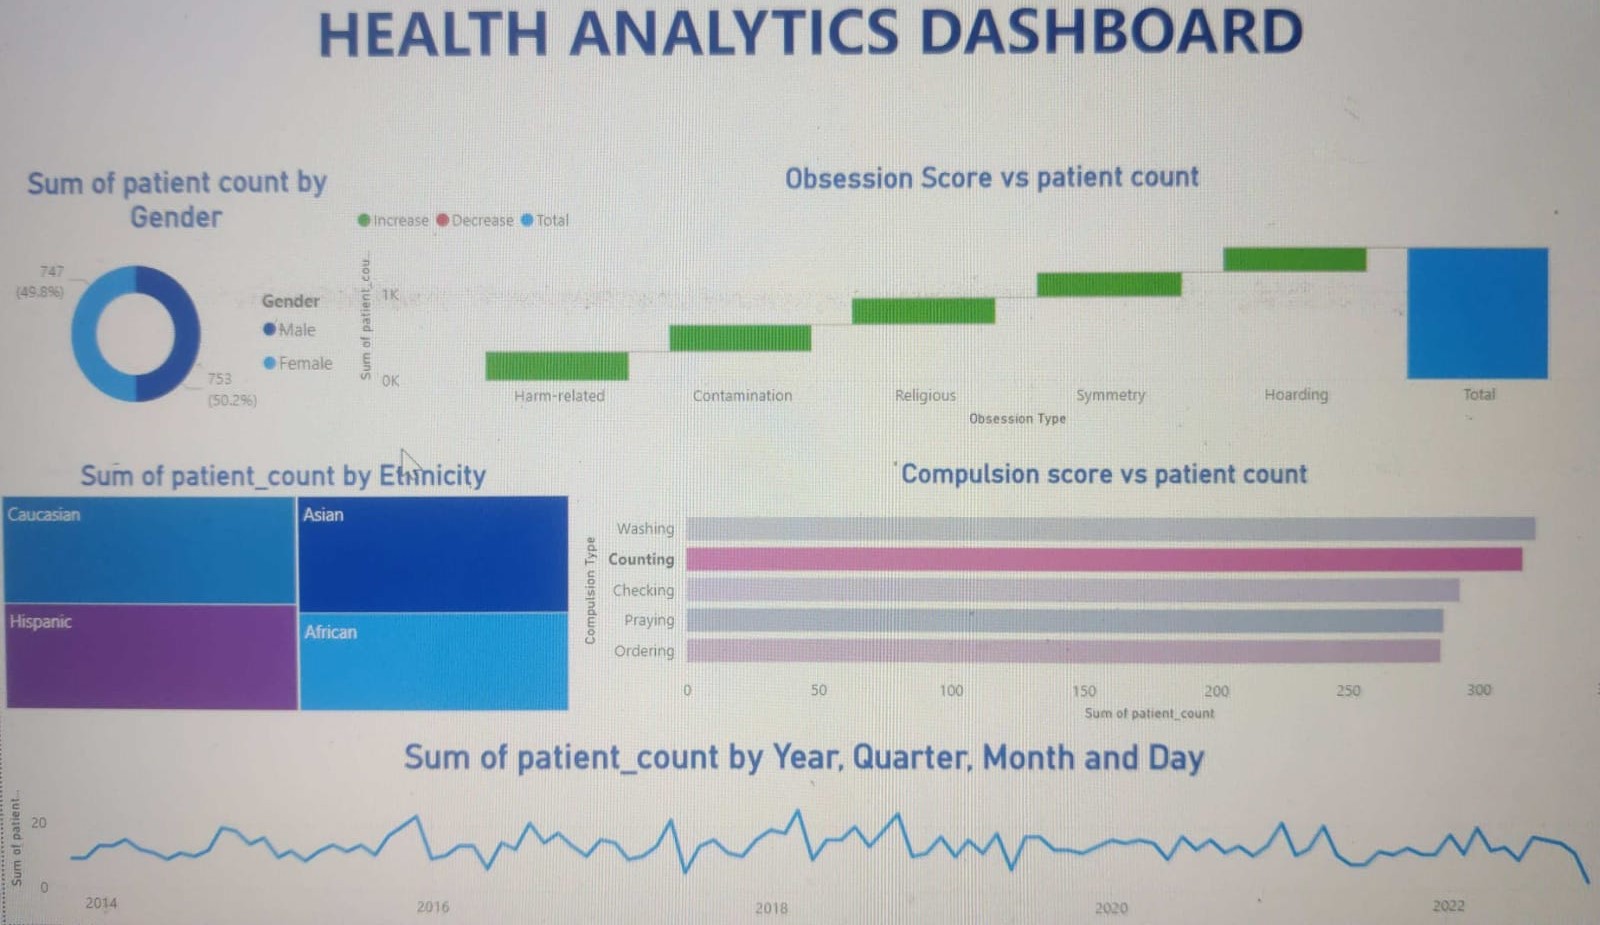 HEALTH ANALYTICS DASHBOARD
Sum of patient count by
Gender
747
(49.8%)
753
(50.2%)
Gender
Male
Female
Obsession Score vs patient count
Increase Decrease Total
Sum of patient_cou...
1K
0K
Harm-related Contamination Religious Symmetry Hoarding Total
Obsession Type
Sum of patient_count by Ethnicity
Caucasian
Asian
Hispanic
African
Compulsion score vs patient count
Compulsion Type
Washing
Counting
Checking
Praying
Ordering
0 50 100 150 200 250 300
Sum of patient_count
Sum of patient_count by Year, Quarter, Month and Day
Sum of patient...
20
0
2014 2016 2018 2020 2022